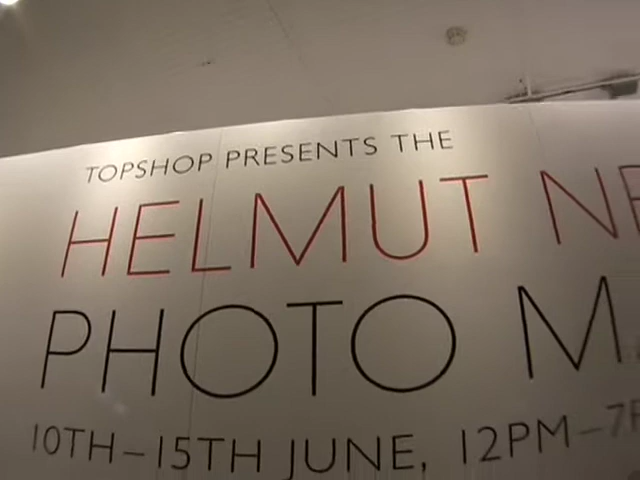 TOPSHOP PRESENTS THE
HELMUT
PHOTO
10TH–15TH JUNE, 12PM–